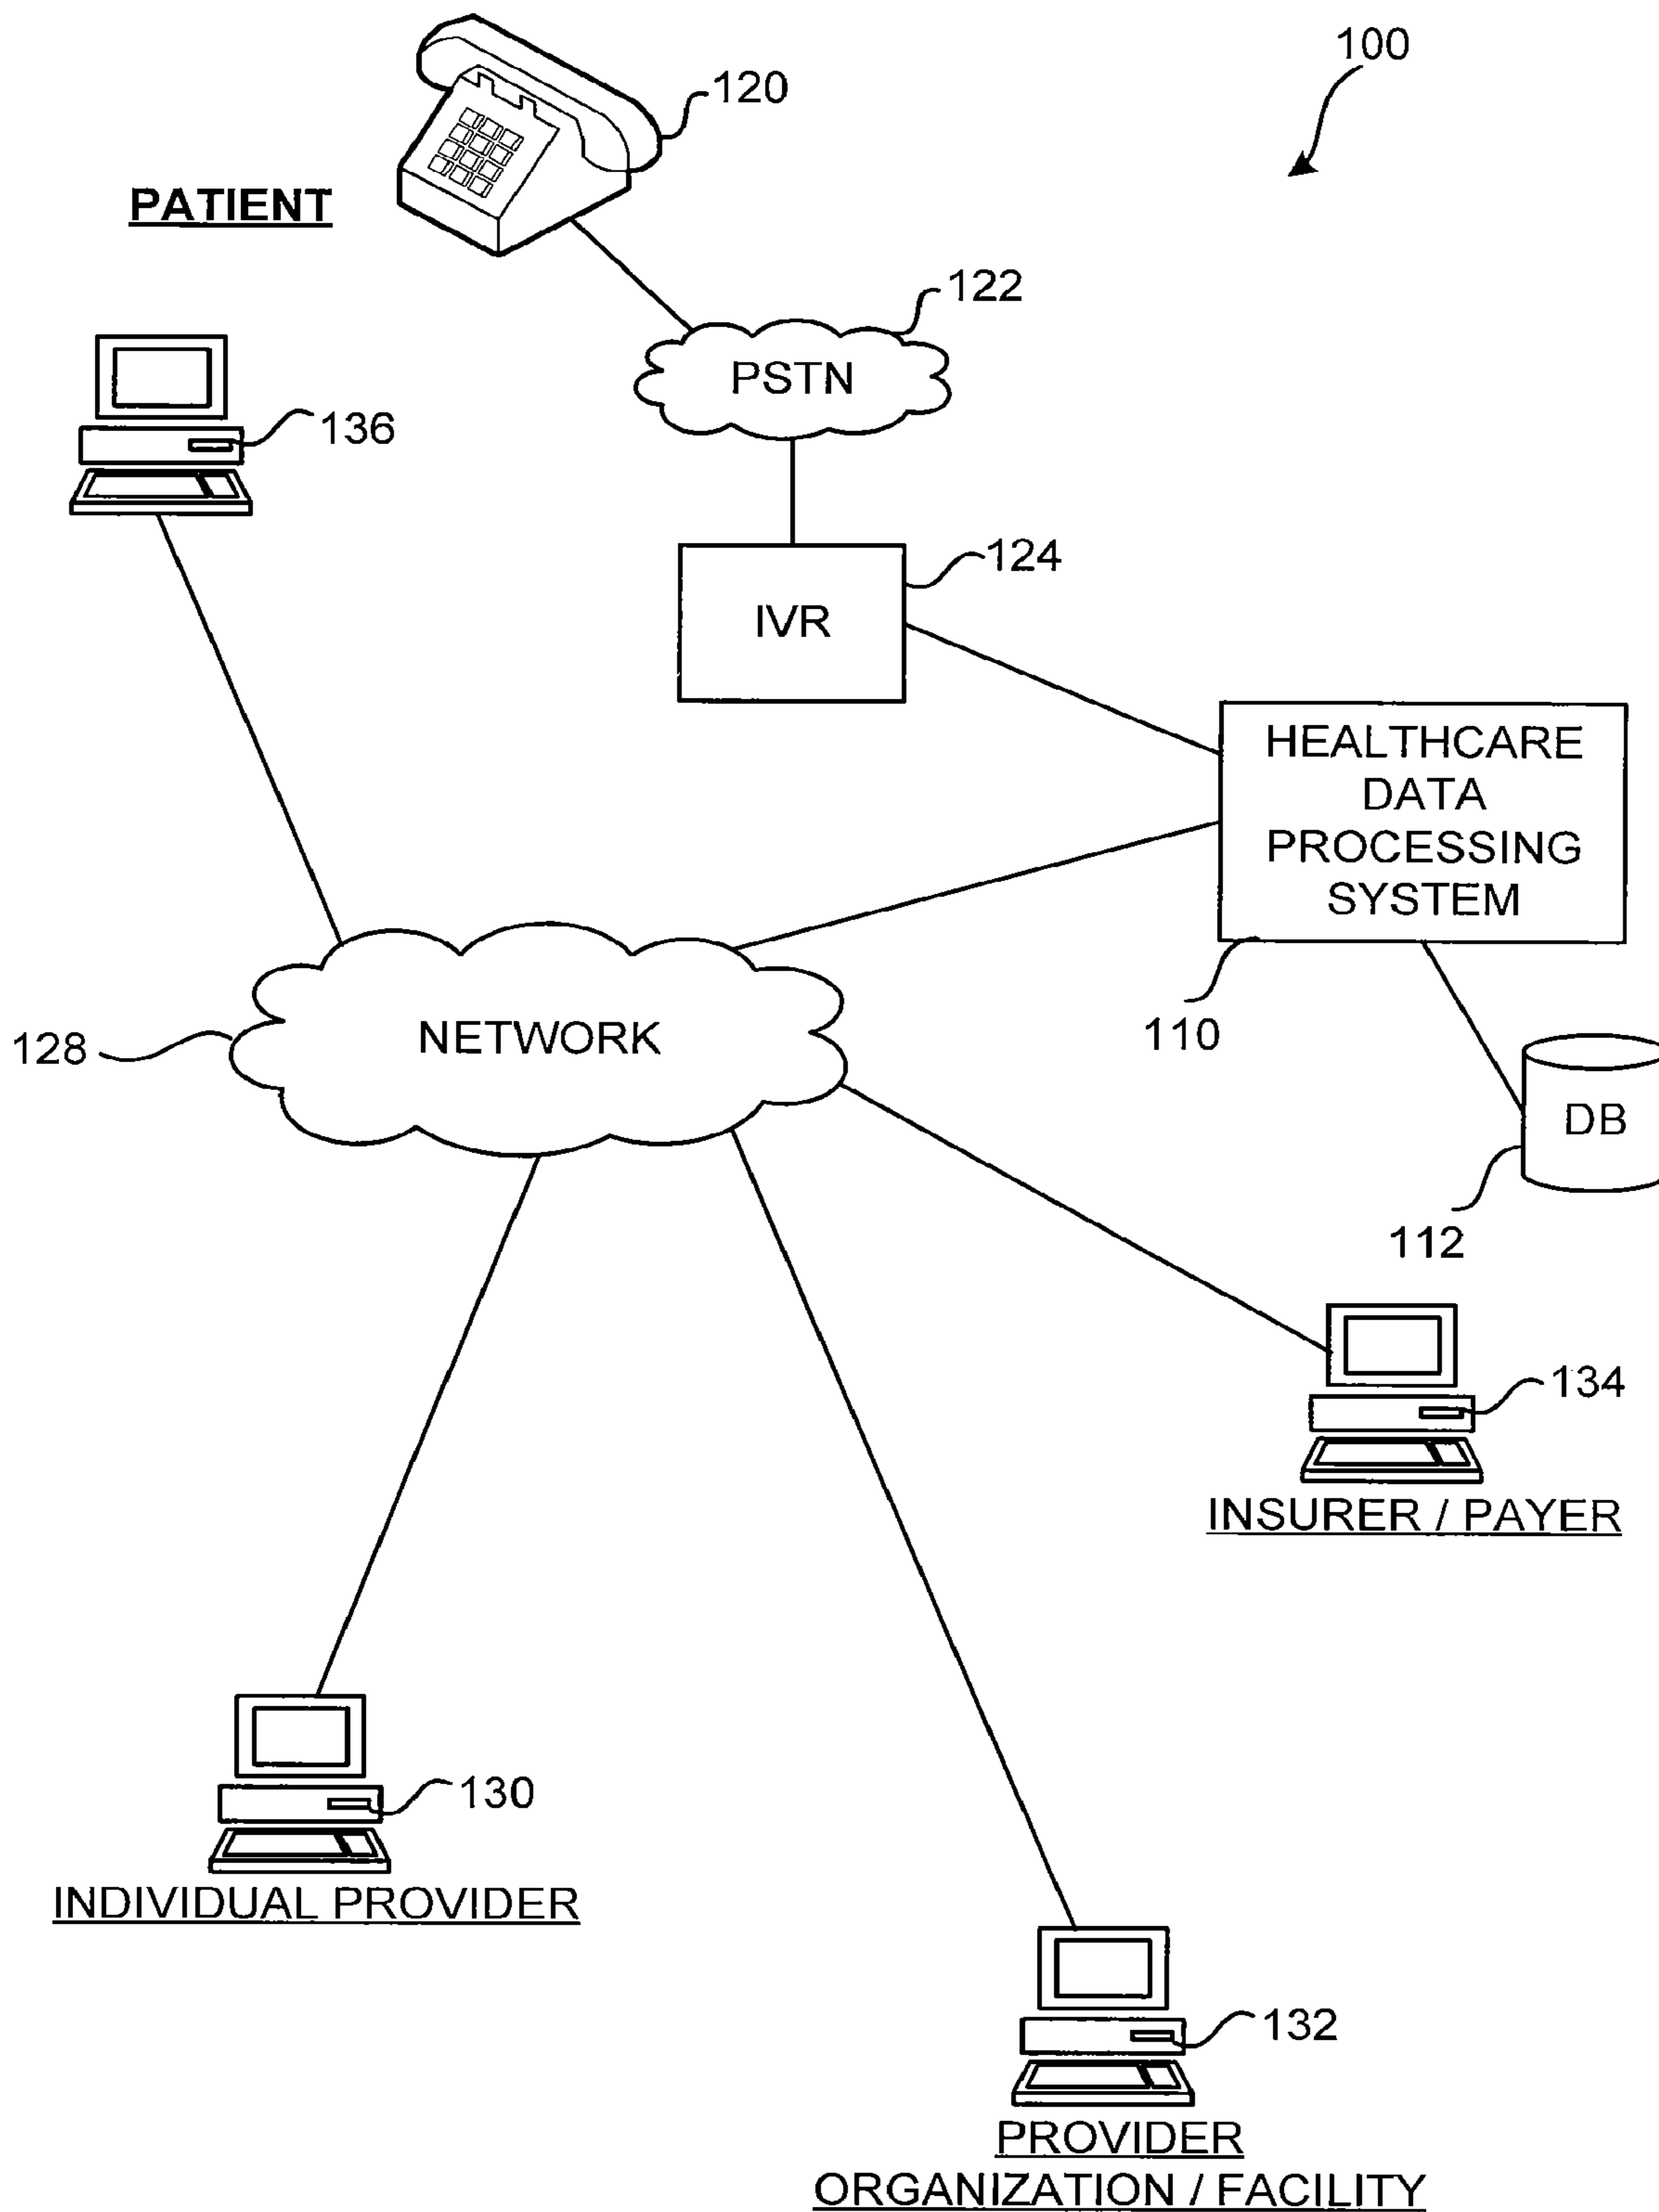 100
120
PATIENT
122
PSTN
136
124
IVR
HEALTHCARE
DATA
PROCESSING
SYSTEM
110
128
NETWORK
DB
112
134
INSURER / PAYER
130
INDIVIDUAL PROVIDER
132
PROVIDER
ORGANIZATION / FACILITY